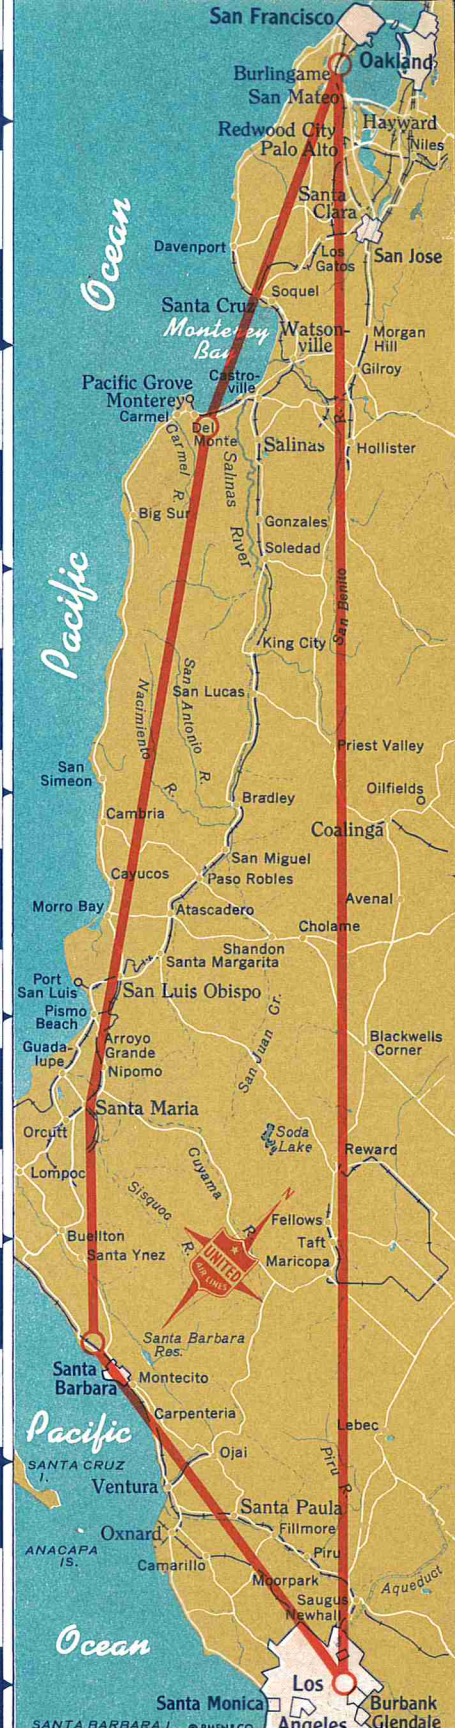 San Francisco
Oakland
Burlingame
San Mateo
Hayward
Redwood City
Niles
Palo Alto
Santa
Clara
Davenport
Los
Gatos
San Jose
Ocean
Soquel
Santa Cruz
Monterey
Bay
Watson-
ville
Morgan
Hill
Gilroy
Castro-
ville
Pacific Grove
Monterey
Carmel
Del
Monte
Carmel R.
Salinas
River
Salinas
R.
Hollister
Big Sur
Gonzales
Soledad
Pacific
San Benito
King City
San Antonio
R.
San Lucas
Nacimiento
R.
Priest Valley
San
Simeon
Oilfields
Bradley
Cambria
Coalinga
San Miguel
Cayucos
Paso Robles
Avenal
Morro Bay
Atascadero
Cholame
Shandon
Santa Margarita
Port
San Luis
San Luis Obispo
Pismo
Beach
San Juan Cr.
Arroyo
Grande
Guada-
lupe
Nipomo
Blackwells
Corner
Santa Maria
Orcutt
Soda
Lake
Reward
Lompoc
Cuyama
R.
Sisquoc
R.
N
Fellows
Taft
Maricopa
Buellton
Santa Ynez
UNITED
AIR LINES
Santa Barbara
Res.
Santa
Barbara
Montecito
Carpenteria
Pacific
Lebec
SANTA CRUZ
I.
Ojai
Piru R.
Ventura
Santa Paula
Oxnard
Fillmore
ANACAPA
IS.
Piru
Camarillo
Moorpark
Aqueduct
Saugus
Newhall
Ocean
Los
Angeles
Santa Monica
Burbank
Glendale
SANTA BARBARA I.